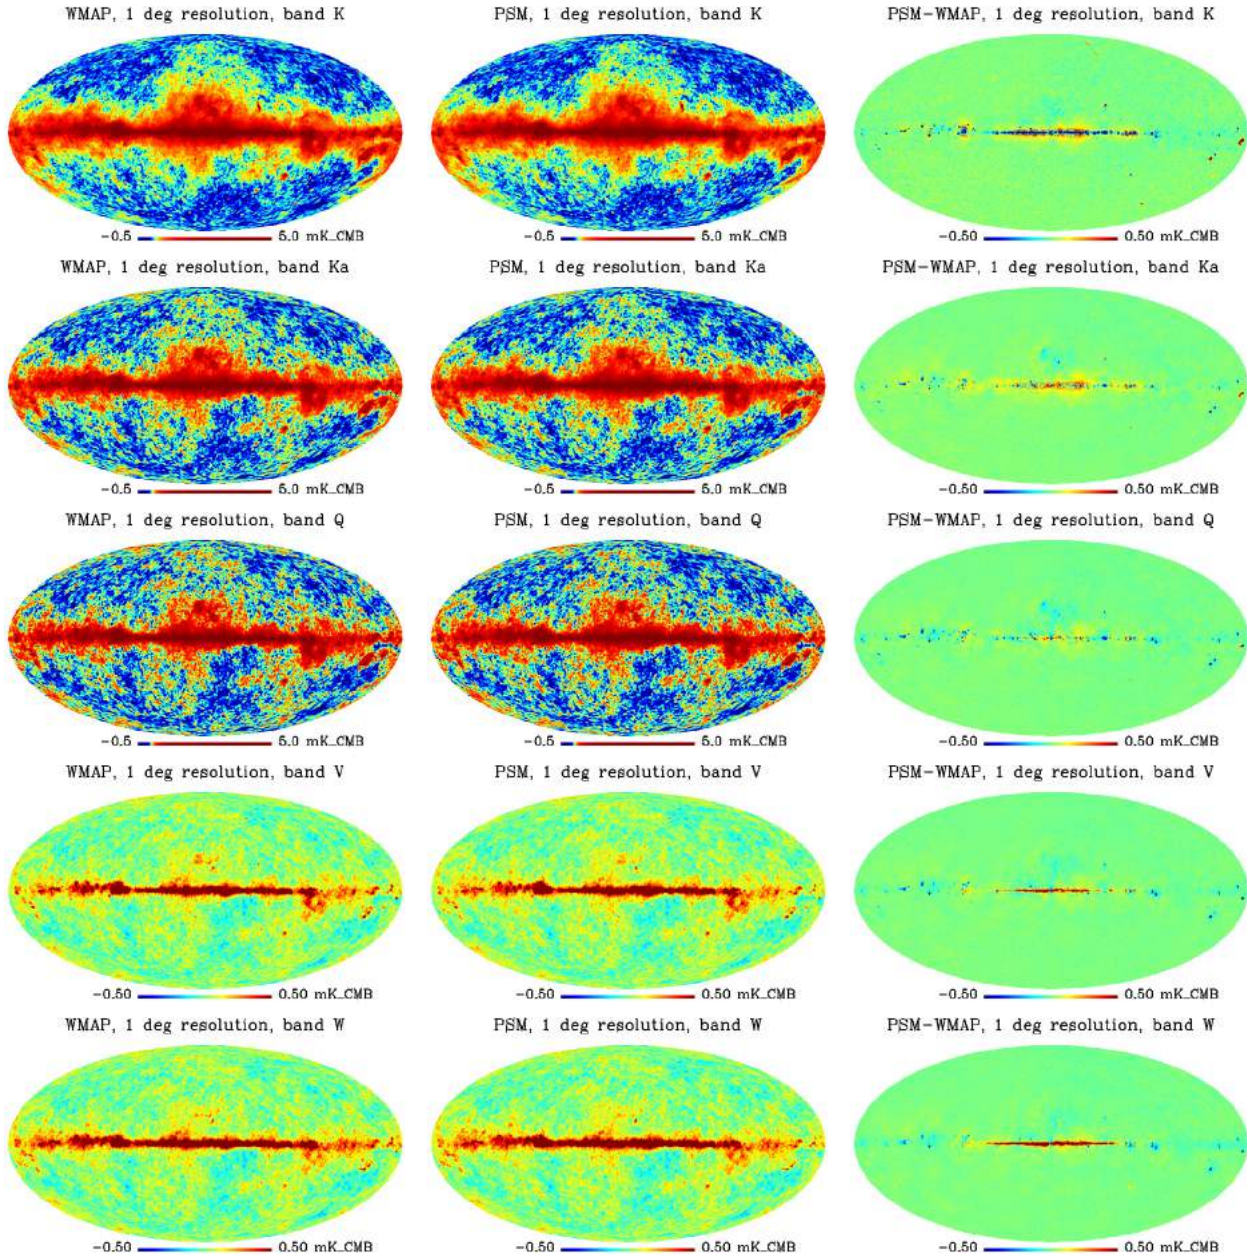 WMAP, 1 deg resolution, band K
PSM, 1 deg resolution, band K
PSM-WMAP, 1 deg resolution, band K
-0.5 5.0 mK_CMB
-0.5 5.0 mK_CMB
-0.50 0.50 mK_CMB
WMAP, 1 deg resolution, band Ka
PSM, 1 deg resolution, band Ka
PSM-WMAP, 1 deg resolution, band Ka
-0.5 5.0 mK_CMB
-0.5 5.0 mK_CMB
-0.50 0.50 mK_CMB
WMAP, 1 deg resolution, band Q
PSM, 1 deg resolution, band Q
PSM-WMAP, 1 deg resolution, band Q
-0.5 5.0 mK_CMB
-0.5 5.0 mK_CMB
-0.50 0.50 mK_CMB
WMAP, 1 deg resolution, band V
PSM, 1 deg resolution, band V
PSM-WMAP, 1 deg resolution, band V
-0.50 0.50 mK_CMB
-0.50 0.50 mK_CMB
-0.50 0.50 mK_CMB
WMAP, 1 deg resolution, band W
PSM, 1 deg resolution, band W
PSM-WMAP, 1 deg resolution, band W
-0.50 0.50 mK_CMB
-0.50 0.50 mK_CMB
-0.50 0.50 mK_CMB